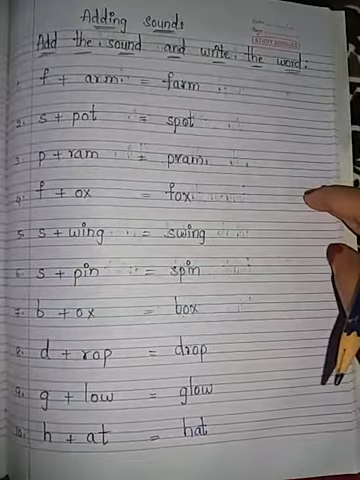 Adding sounds
Add the sound and write the word:
1. f + arm = farm
2. s + pot = spot
3. p + ram = pram
4. f + ox = fox
5. s + wing = swing
6. s + pin = spin
7. b + ox = box
8. d + rop = drop
9. g + low = glow
10. h + at = hat